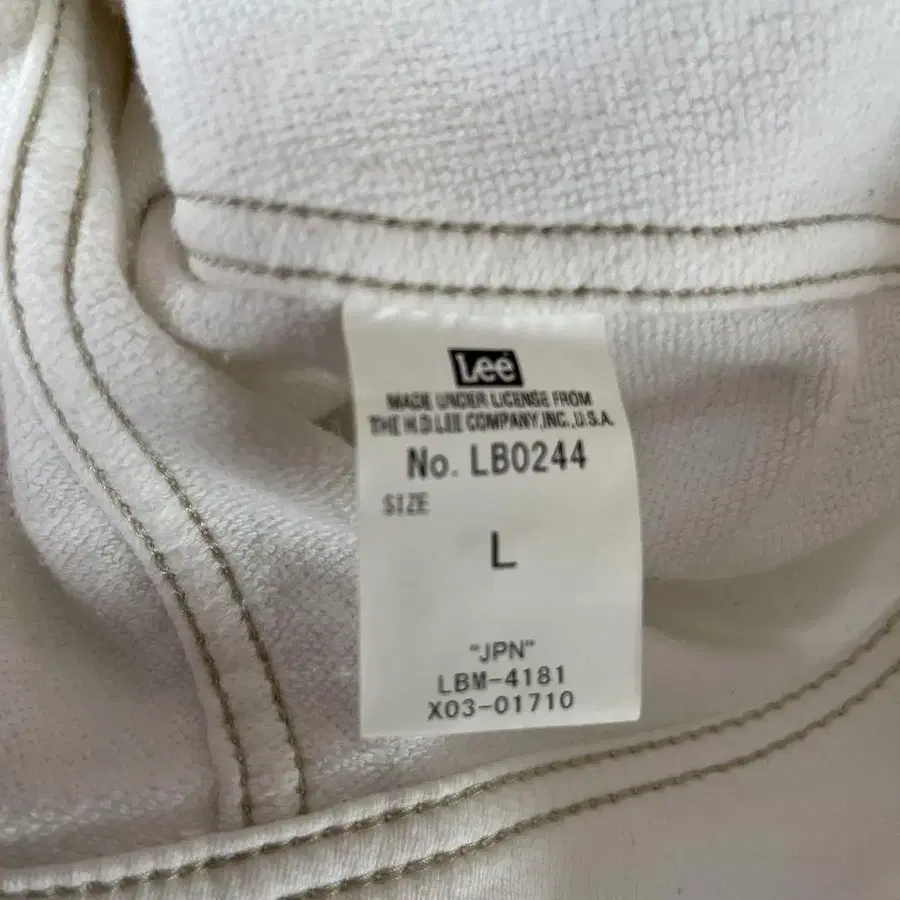 Lee
MADE UNDER LICENSE FROM
THE H.D LEE COMPANY, INC., U.S.A.
No. LB0244
SIZE
L
"JPN"
LBM-4181
X03-01710